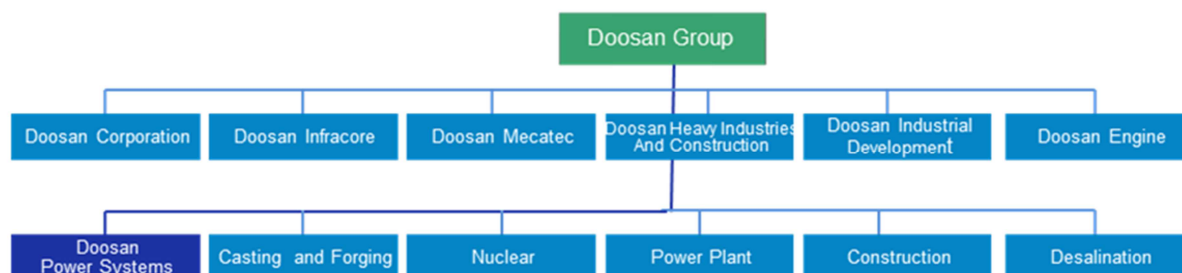 Doosan Group
Doosan Corporation
Doosan Infracore
Doosan Mecatec
Doosan Heavy Industries
And Construction
Doosan Industrial
Development
Doosan Engine
Doosan
Power Systems
Casting and Forging
Nuclear
Power Plant
Construction
Desalination